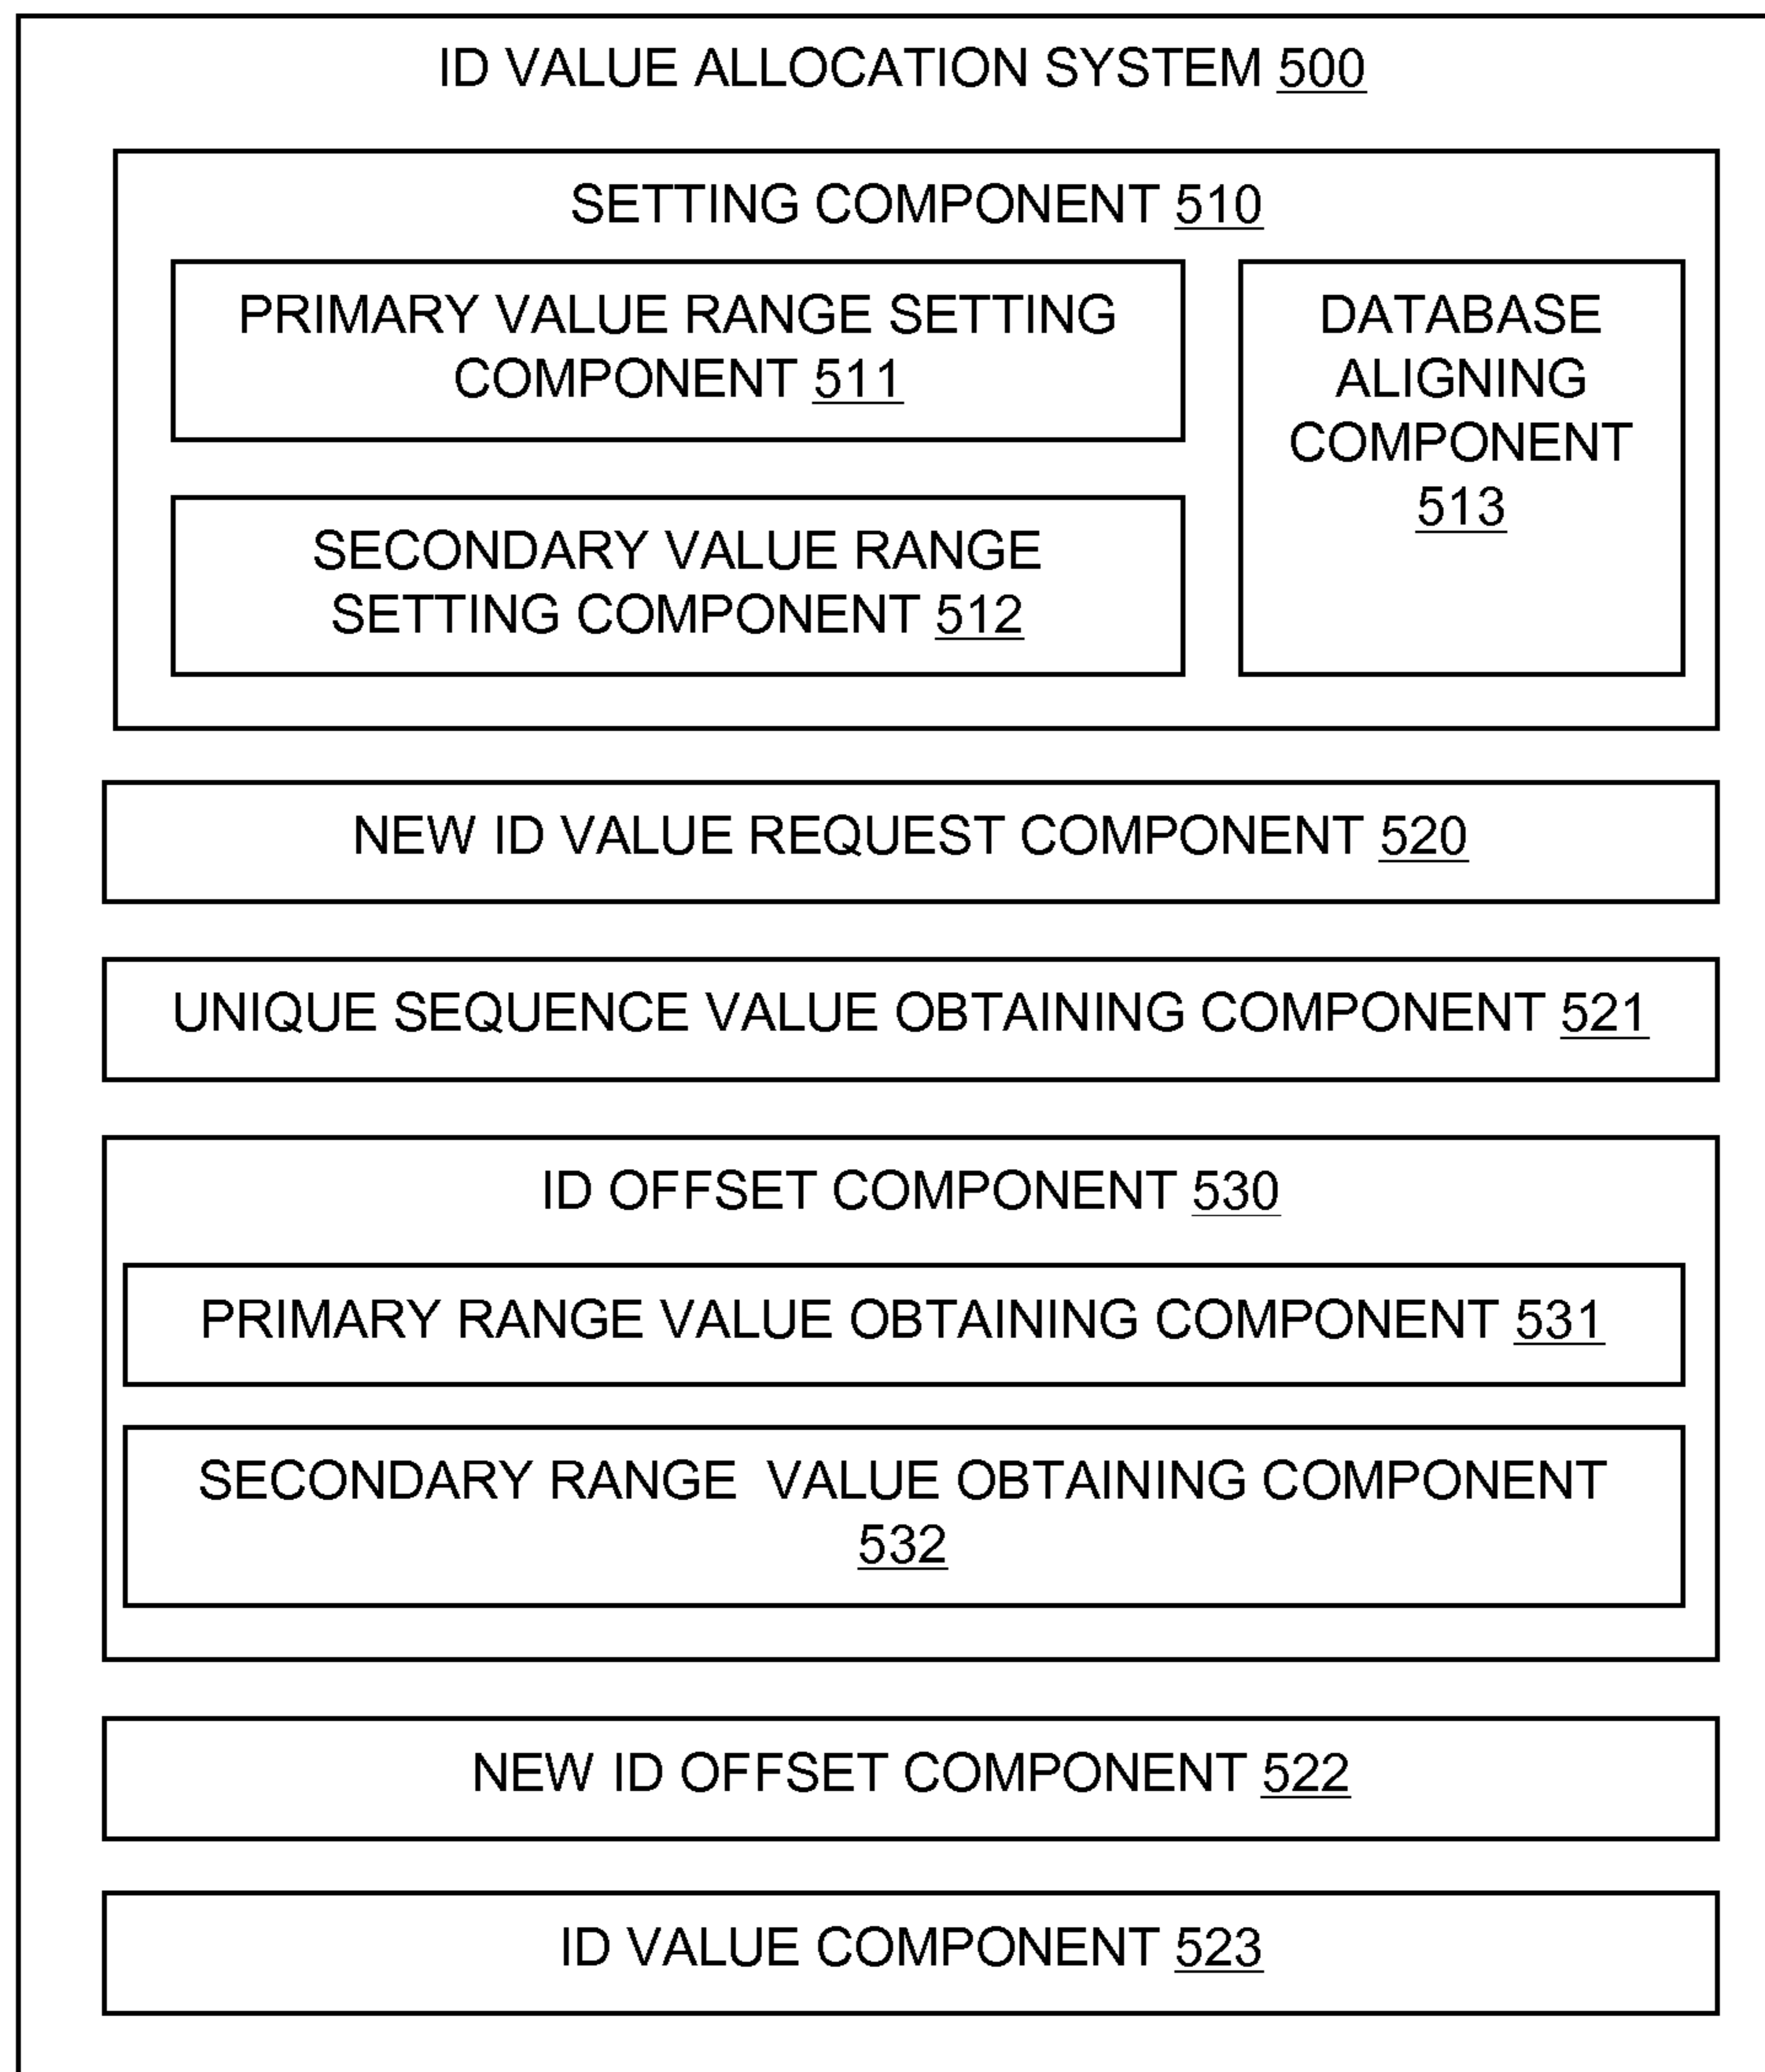 ID VALUE ALLOCATION SYSTEM 500
SETTING COMPONENT 510
PRIMARY VALUE RANGE SETTING
COMPONENT 511
SECONDARY VALUE RANGE
SETTING COMPONENT 512
DATABASE
ALIGNING
COMPONENT
513
NEW ID VALUE REQUEST COMPONENT 520
UNIQUE SEQUENCE VALUE OBTAINING COMPONENT 521
ID OFFSET COMPONENT 530
PRIMARY RANGE VALUE OBTAINING COMPONENT 531
SECONDARY RANGE VALUE OBTAINING COMPONENT
532
NEW ID OFFSET COMPONENT 522
ID VALUE COMPONENT 523